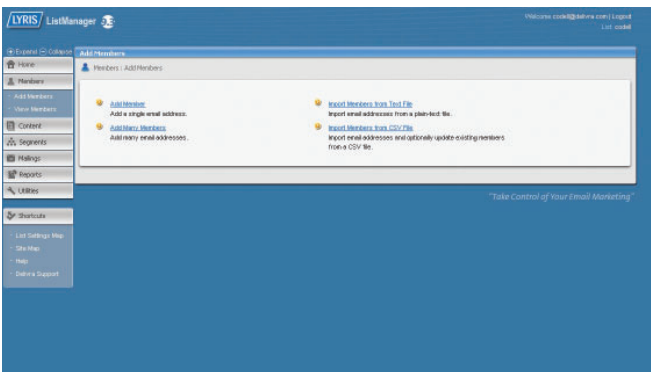 LYRIS ListManager
Welcome codell@delivra.com | Logout
List: codell
Expand Collapse
Add Members
Home
Members : Add Members
Members
Add Members
View Members
Content
Segments
Mailings
Reports
Utilities
Shortcuts
List Settings Map
Site Map
Help
Delivra Support
Add Member
Add a single email address.
Add Many Members
Add many email addresses.
Import Members from Text File
Import email addresses from a plain-text file.
Import Members from CSV File
Import email addresses and optionally update existing members
from a CSV file.
"Take Control of Your Email Marketing"